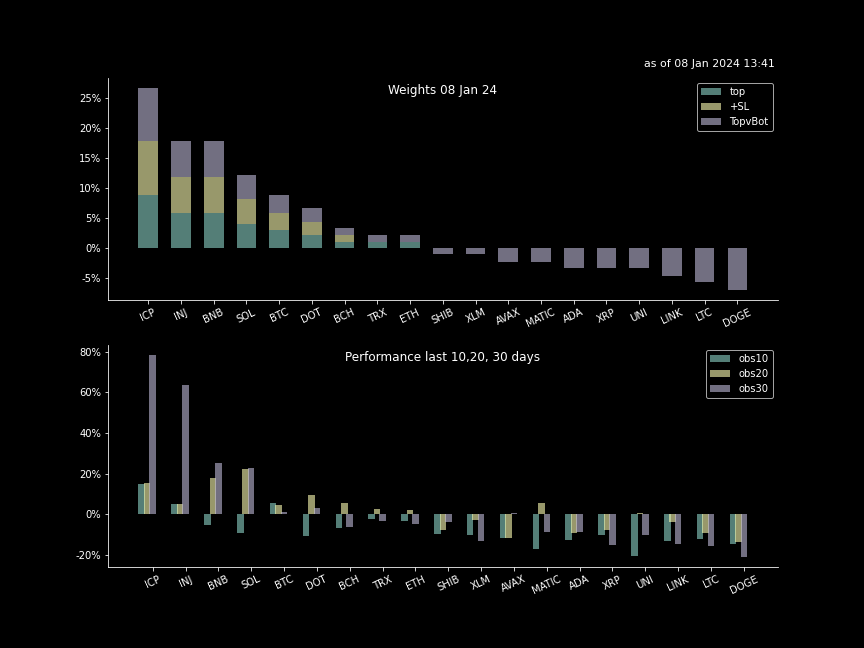 as of 08 Jan 2024 13:41
Weights 08 Jan 24
top
+SL
TopvBot
25%
20%
15%
10%
5%
0%
-5%
ICP INJ BNB SOL BTC DOT BCH TRX ETH SHIB XLM AVAX MATIC ADA XRP UNI LINK LTC DOGE
Performance last 10,20, 30 days
obs10
obs20
obs30
80%
60%
40%
20%
0%
-20%
ICP INJ BNB SOL BTC DOT BCH TRX ETH SHIB XLM AVAX MATIC ADA XRP UNI LINK LTC DOGE